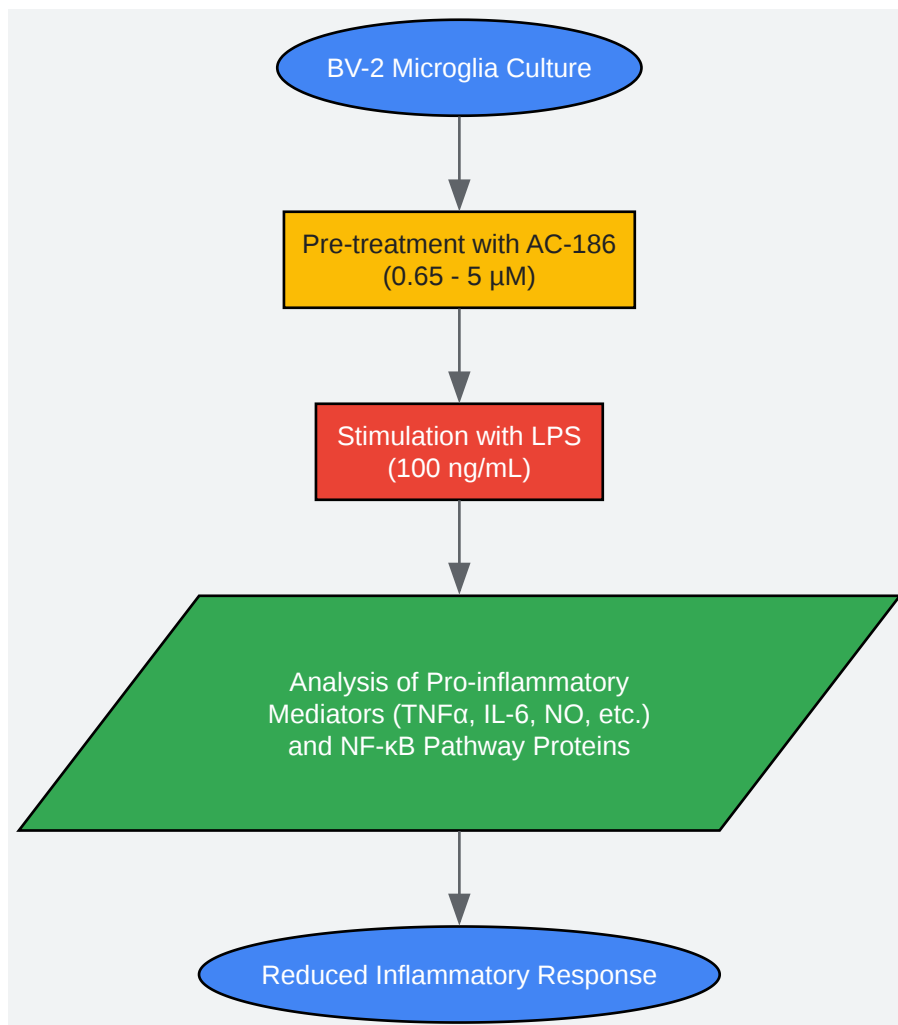 BV-2 Microglia Culture
Pre-treatment with AC-186
(0.65 - 5 μM)
Stimulation with LPS
(100 ng/mL)
Analysis of Pro-inflammatory
Mediators (TNFα, IL-6, NO, etc.)
and NF-κB Pathway Proteins
Reduced Inflammatory Response